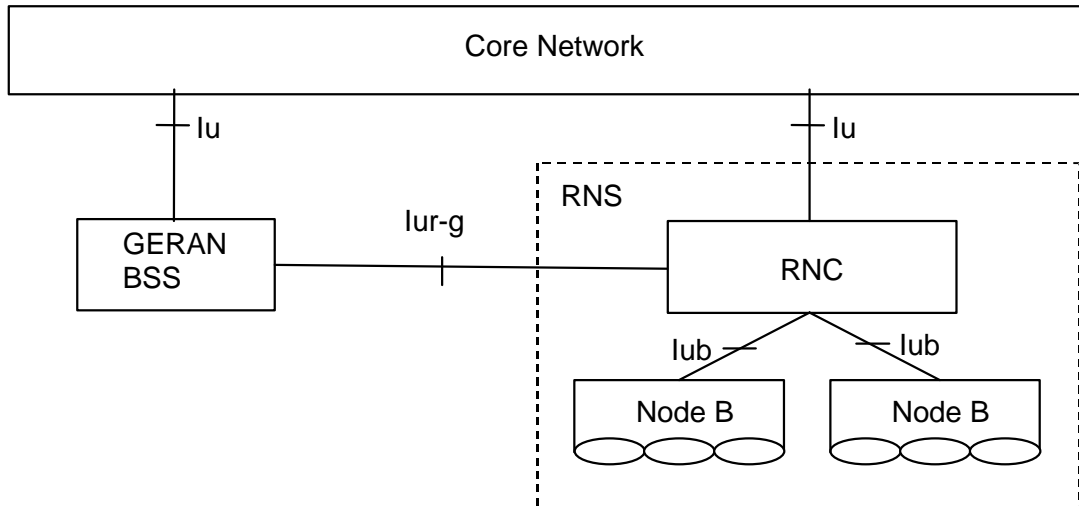 Core Network
Iu
Iu
RNS
Iur-g
GERAN
BSS
RNC
Iub
Iub
Node B
Node B